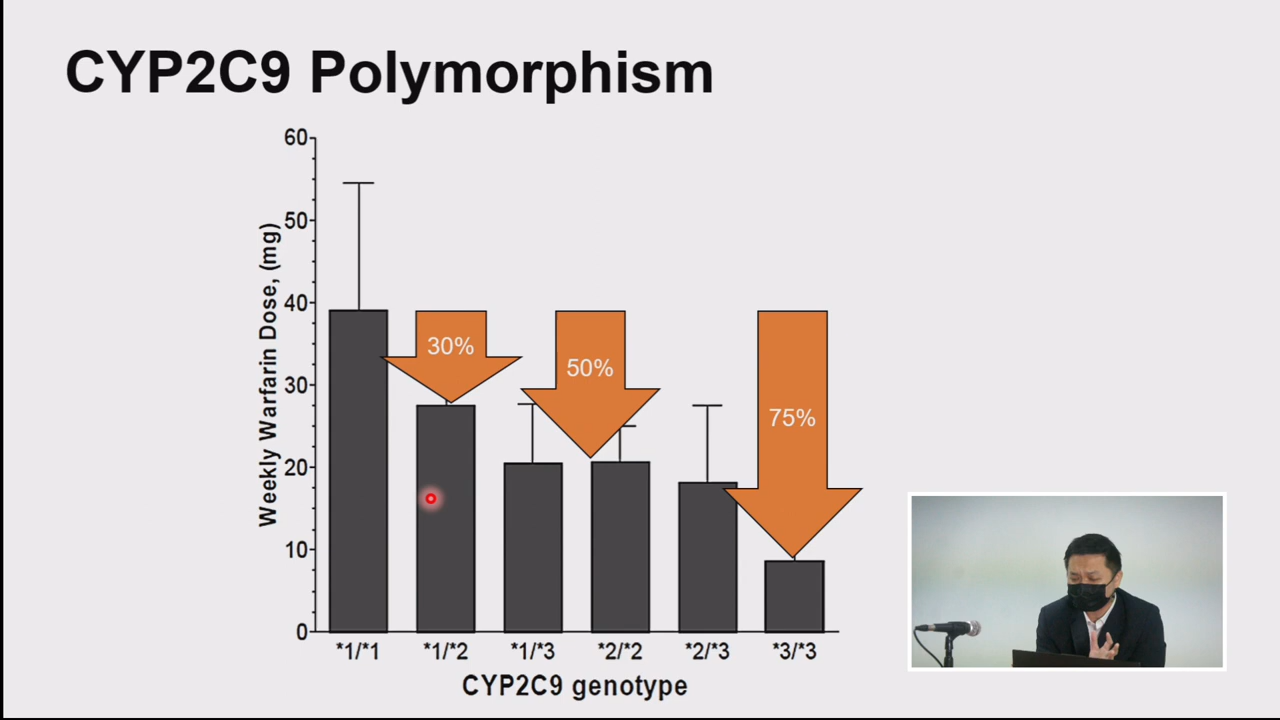 CYP2C9 Polymorphism
Weekly Warfarin Dose, (mg)
60
50
40
30
20
10
0
30%
50%
75%
*1/*1 *1/*2 *1/*3 *2/*2 *2/*3 *3/*3
CYP2C9 genotype